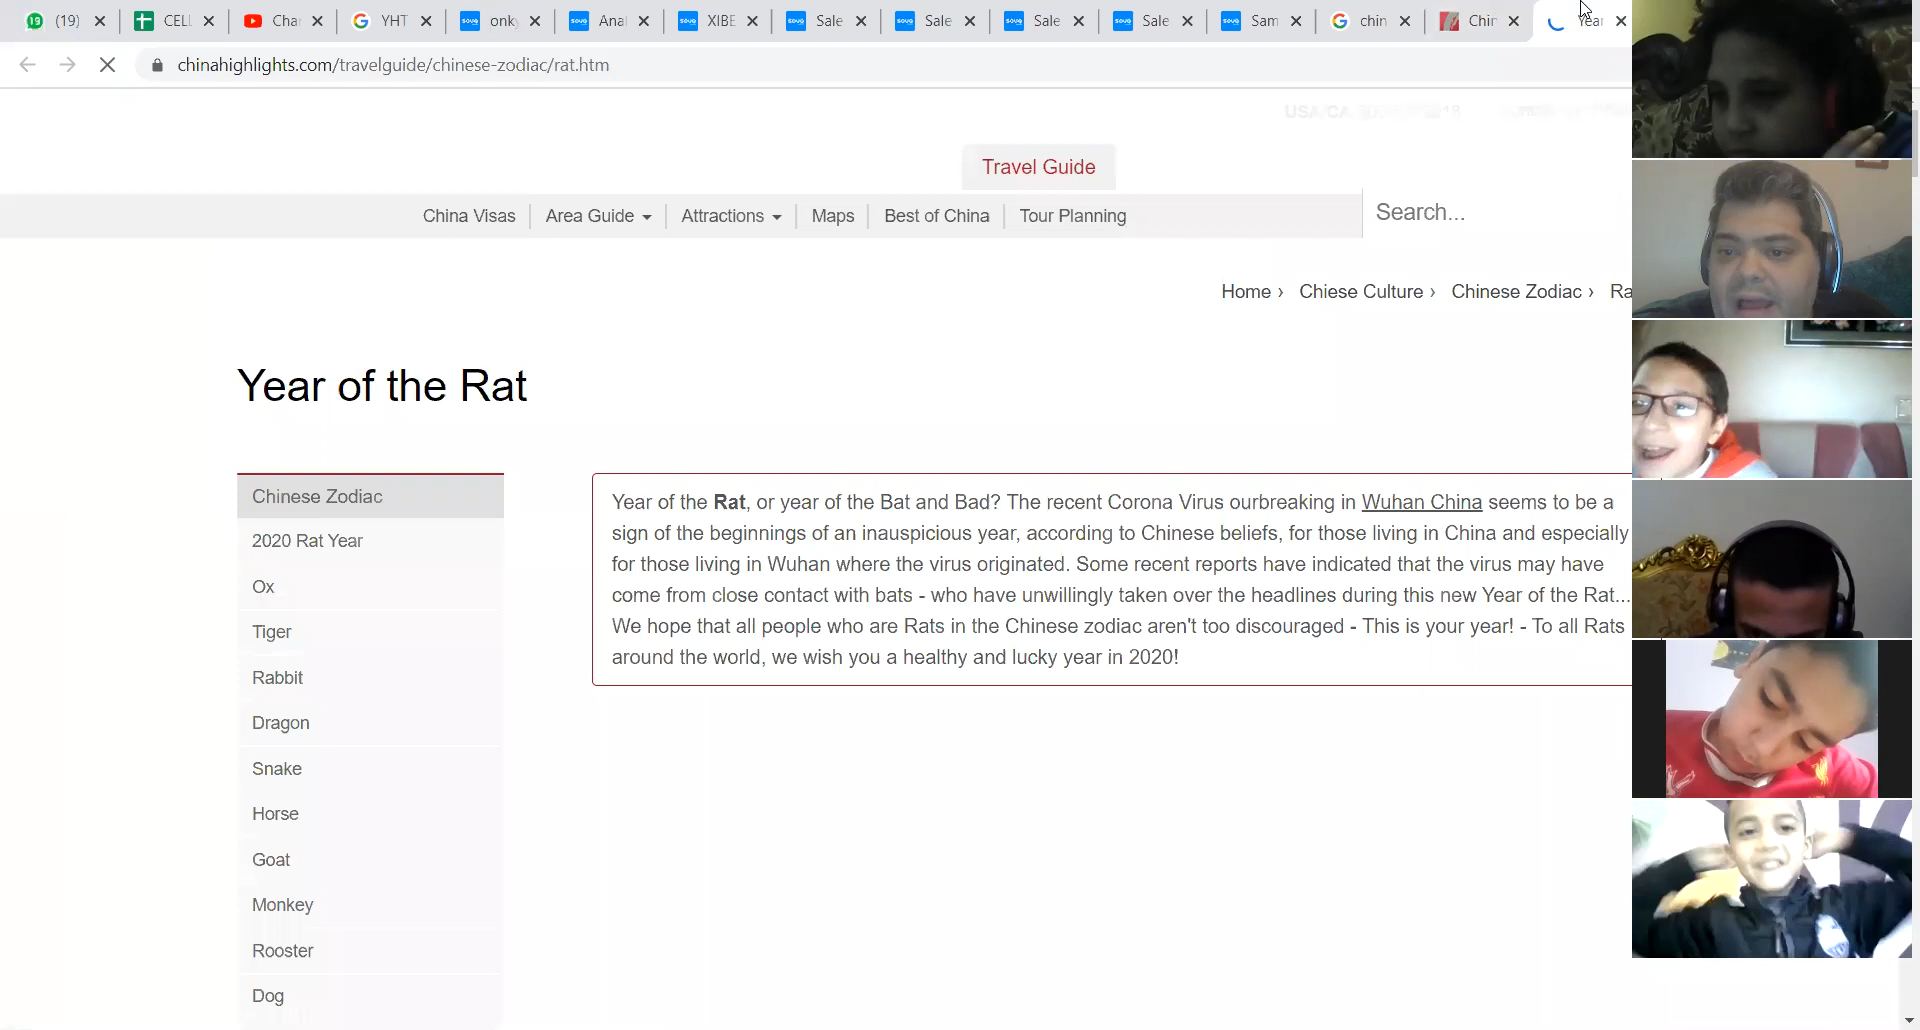 (19) CELL Char YHT onky Anal XIBE Sale Sale Sale Sale Sam chin Chin Year
chinahighlights.com/travelguide/chinese-zodiac/rat.htm
USA/CA
Travel Guide
China Visas Area Guide Attractions Maps Best of China Tour Planning Search...
Home › Chiese Culture › Chinese Zodiac › Ra
Year of the Rat
Chinese Zodiac
2020 Rat Year
Ox
Tiger
Rabbit
Dragon
Snake
Horse
Goat
Monkey
Rooster
Dog
Year of the Rat, or year of the Bat and Bad? The recent Corona Virus ourbreaking in Wuhan China seems to be a
sign of the beginnings of an inauspicious year, according to Chinese beliefs, for those living in China and especially
for those living in Wuhan where the virus originated. Some recent reports have indicated that the virus may have
come from close contact with bats - who have unwillingly taken over the headlines during this new Year of the Rat...
We hope that all people who are Rats in the Chinese zodiac aren't too discouraged - This is your year! - To all Rats
around the world, we wish you a healthy and lucky year in 2020!